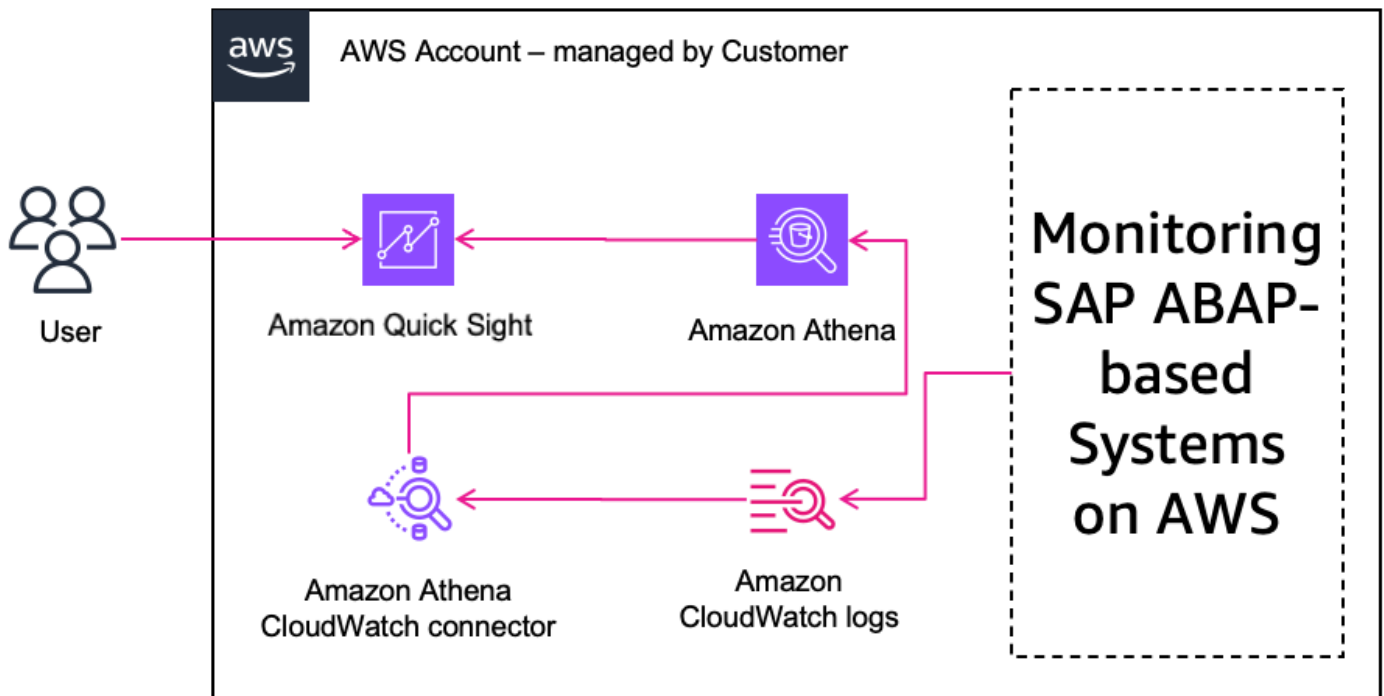 aws
AWS Account – managed by Customer
User
Amazon Quick Sight
Amazon Athena
Monitoring
SAP ABAP-
based
Systems
on AWS
Amazon Athena
CloudWatch connector
Amazon
CloudWatch logs